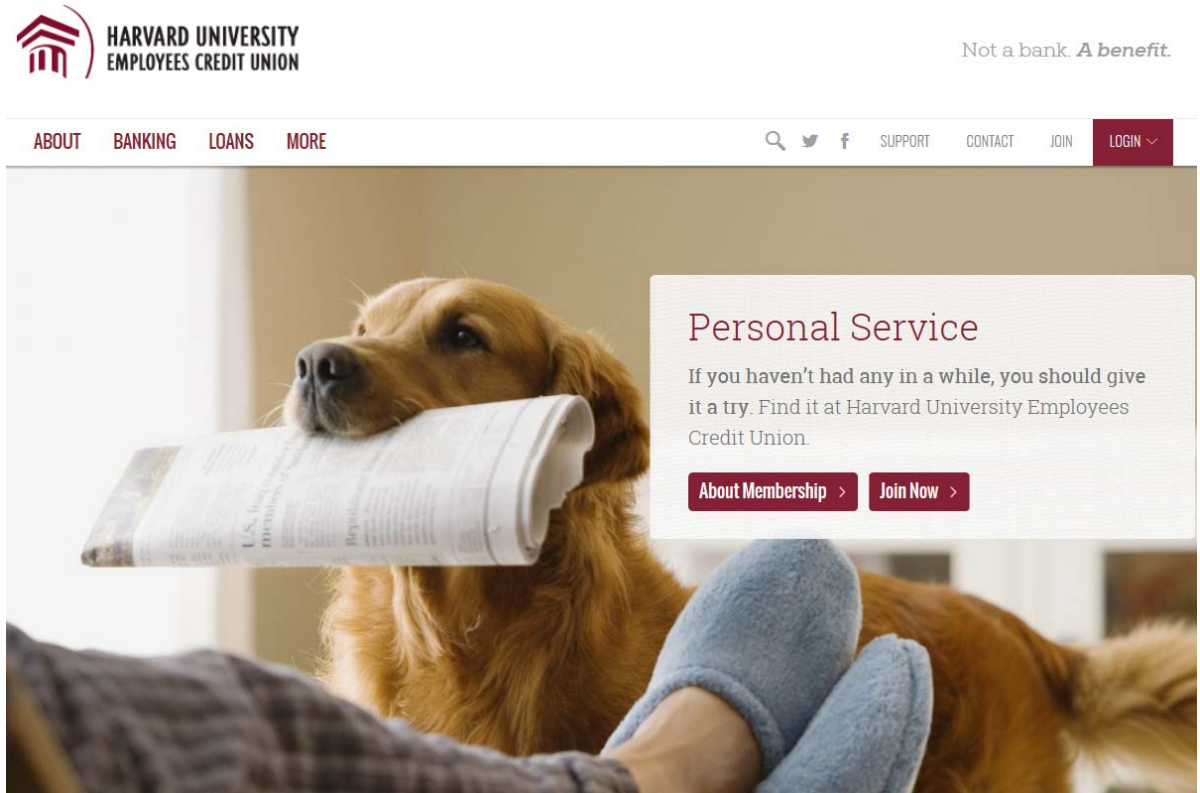 HARVARD UNIVERSITY
EMPLOYEES CREDIT UNION
Not a bank. A benefit.
ABOUT BANKING LOANS MORE
f SUPPORT CONTACT JOIN LOGIN
Personal Service
If you haven't had any in a while, you should give
it a try. Find it at Harvard University Employees
Credit Union.
About Membership > Join Now >